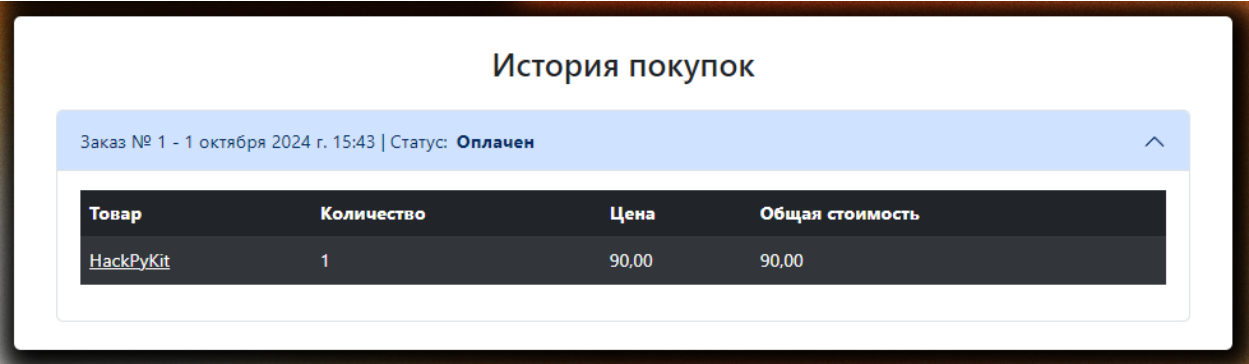 История покупок
Заказ № 1 - 1 октября 2024 г. 15:43 | Статус: Оплачен
Товар Количество Цена Общая стоимость
HackPyKit 1 90,00 90,00